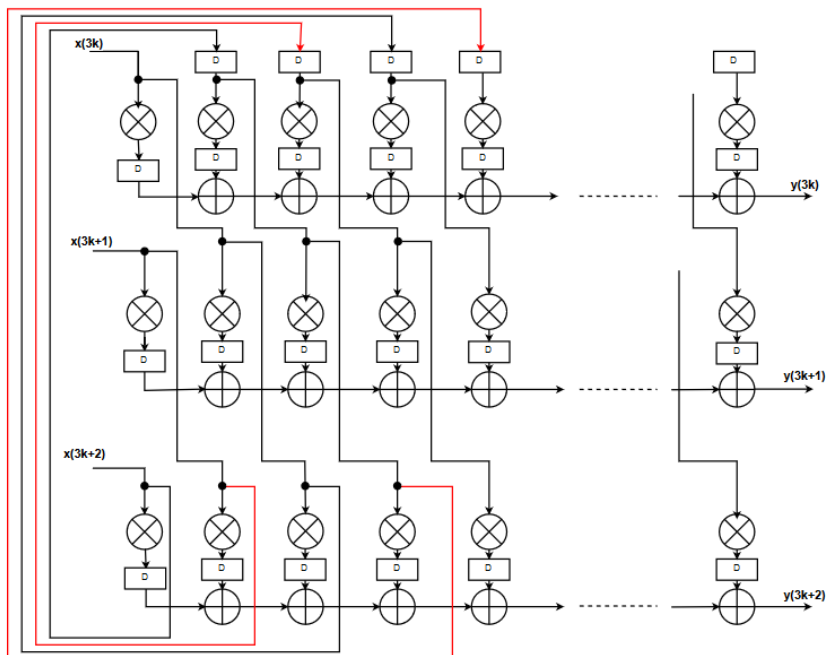 x(3k)
D D D D D
D D D D D D
y(3k)
x(3k+1)
D D D D D D
y(3k+1)
x(3k+2)
D D D D D D
y(3k+2)